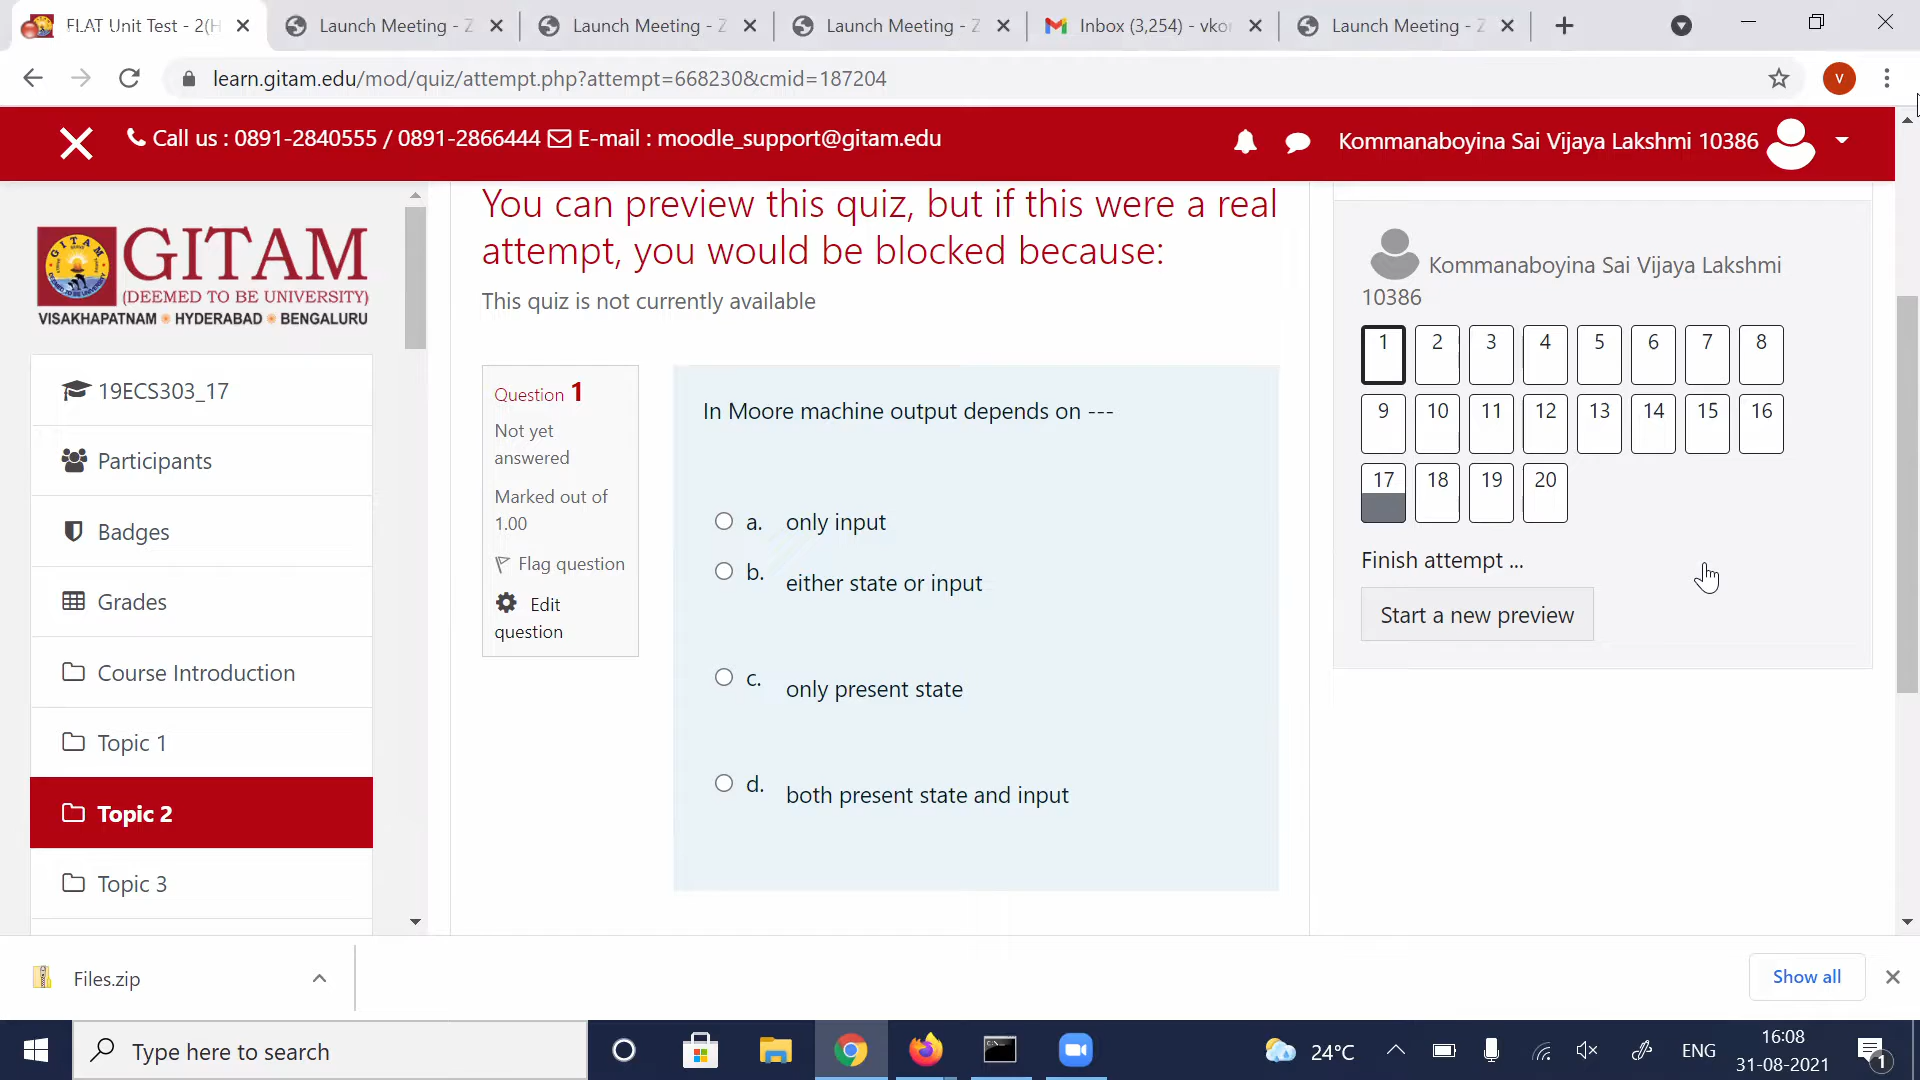 FLAT Unit Test - 2(H
Launch Meeting - Z
Launch Meeting - Z
Launch Meeting - Z
Inbox (3,254) - vko
Launch Meeting - Z
learn.gitam.edu/mod/quiz/attempt.php?attempt=668230&cmid=187204
V
Call us : 0891-2840555 / 0891-2866444 E-mail : moodle_support@gitam.edu
Kommanaboyina Sai Vijaya Lakshmi 10386
GITAM
(DEEMED TO BE UNIVERSITY)
VISAKHAPATNAM HYDERABAD BENGALURU
19ECS303_17
Participants
Badges
Grades
Course Introduction
Topic 1
Topic 2
Topic 3
You can preview this quiz, but if this were a real
attempt, you would be blocked because:
This quiz is not currently available
Question 1
Not yet
answered
Marked out of
1.00
Flag question
Edit
question
In Moore machine output depends on ---
a. only input
b. either state or input
c. only present state
d. both present state and input
Kommanaboyina Sai Vijaya Lakshmi
10386
1 2 3 4 5 6 7 8
9 10 11 12 13 14 15 16
17 18 19 20
Finish attempt ...
Start a new preview
Files.zip
Show all
Type here to search
24°C
ENG
16:08
31-08-2021
1